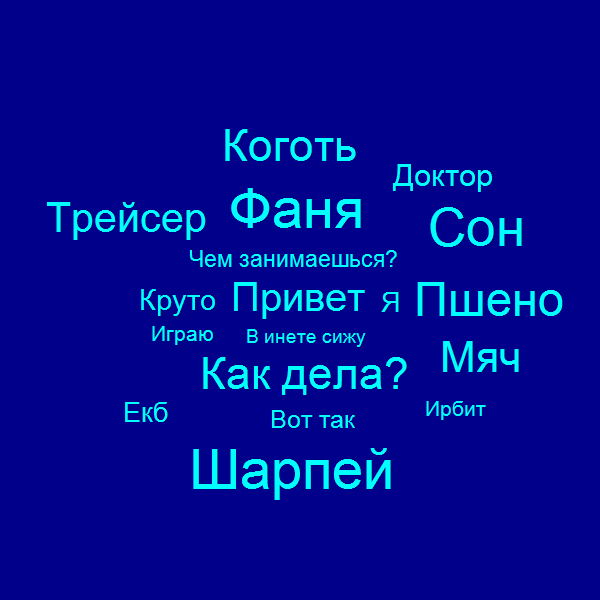 Коготь
Доктор
Трейсер Фаня Сон
Чем занимаешься?
Круто Привет я Пшено
Играю В инете сижу
Как дела? Мяч
Екб Вот так Ирбит
Шарпей